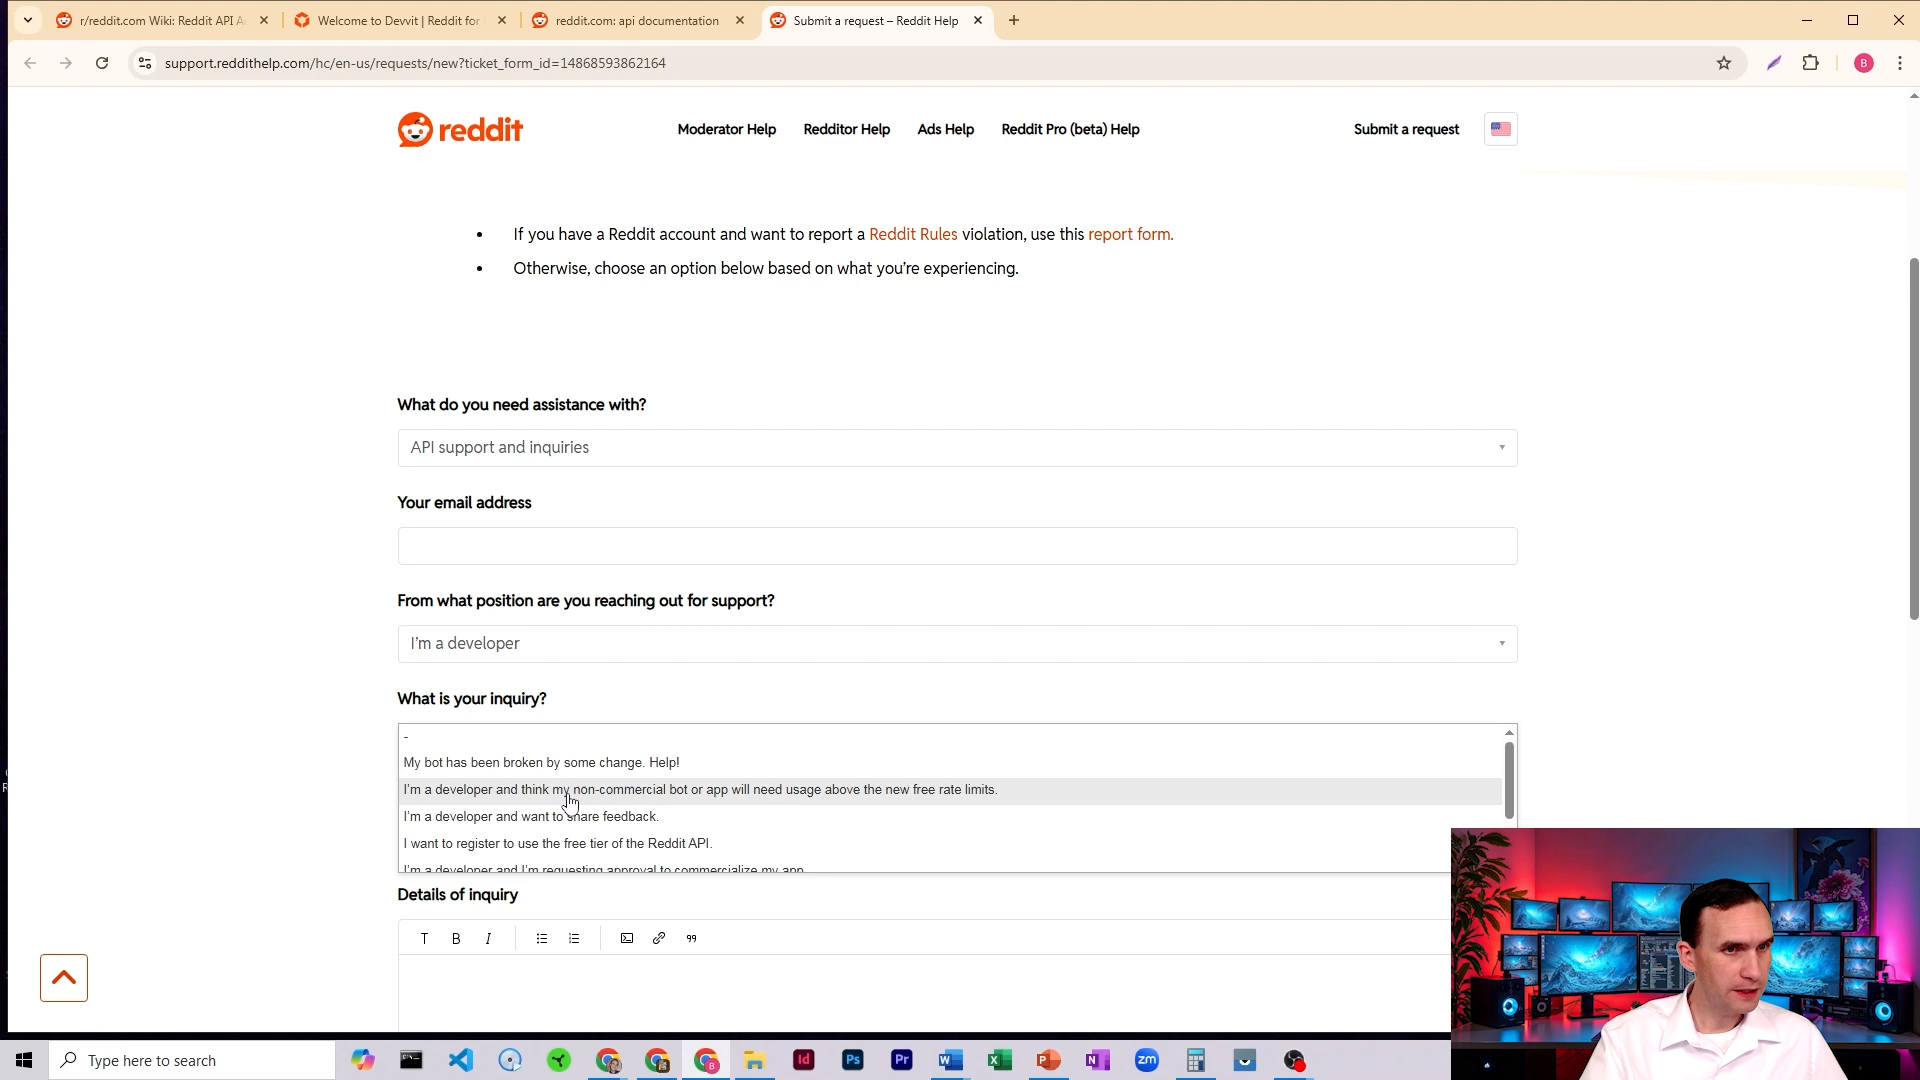 r/reddit.com Wiki: Reddit API A
Welcome to Devvit | Reddit for
reddit.com: api documentation
Submit a request – Reddit Help
support.reddithelp.com/hc/en-us/requests/new?ticket_form_id=14868593862164
B
reddit
Moderator Help
Redditor Help
Ads Help
Reddit Pro (beta) Help
Submit a request
• If you have a Reddit account and want to report a Reddit Rules violation, use this report form.
• Otherwise, choose an option below based on what you’re experiencing.
What do you need assistance with?
API support and inquiries
Your email address
From what position are you reaching out for support?
I’m a developer
What is your inquiry?
-
My bot has been broken by some change. Help!
I’m a developer and think my non-commercial bot or app will need usage above the new free rate limits.
I’m a developer and want to share feedback.
I want to register to use the free tier of the Reddit API.
I’m a developer and I’m requesting approval to commercialize my app
Details of inquiry
T B I
Type here to search
Id
Ps
Pr
W
X
P
N
zm